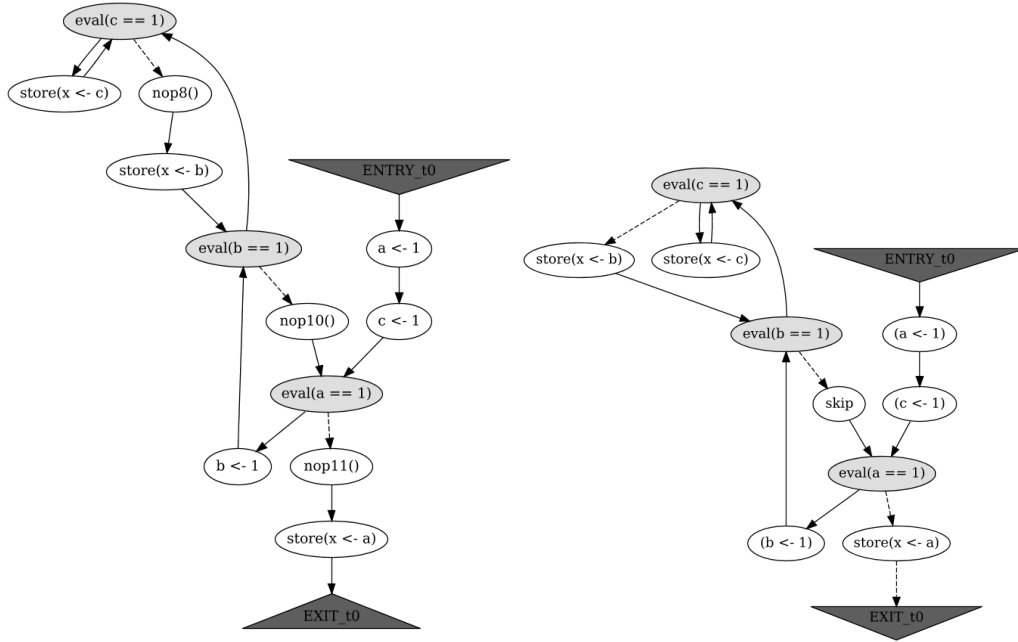 eval(c == 1)
store(x <- c)
nop8()
store(x <- b)
ENTRY_t0
eval(b == 1)
a <- 1
nop10()
c <- 1
eval(a == 1)
b <- 1
nop11()
store(x <- a)
EXIT_t0
eval(c == 1)
store(x <- b)
store(x <- c)
ENTRY_t0
eval(b == 1)
(a <- 1)
skip
(c <- 1)
eval(a == 1)
(b <- 1)
store(x <- a)
EXIT_t0